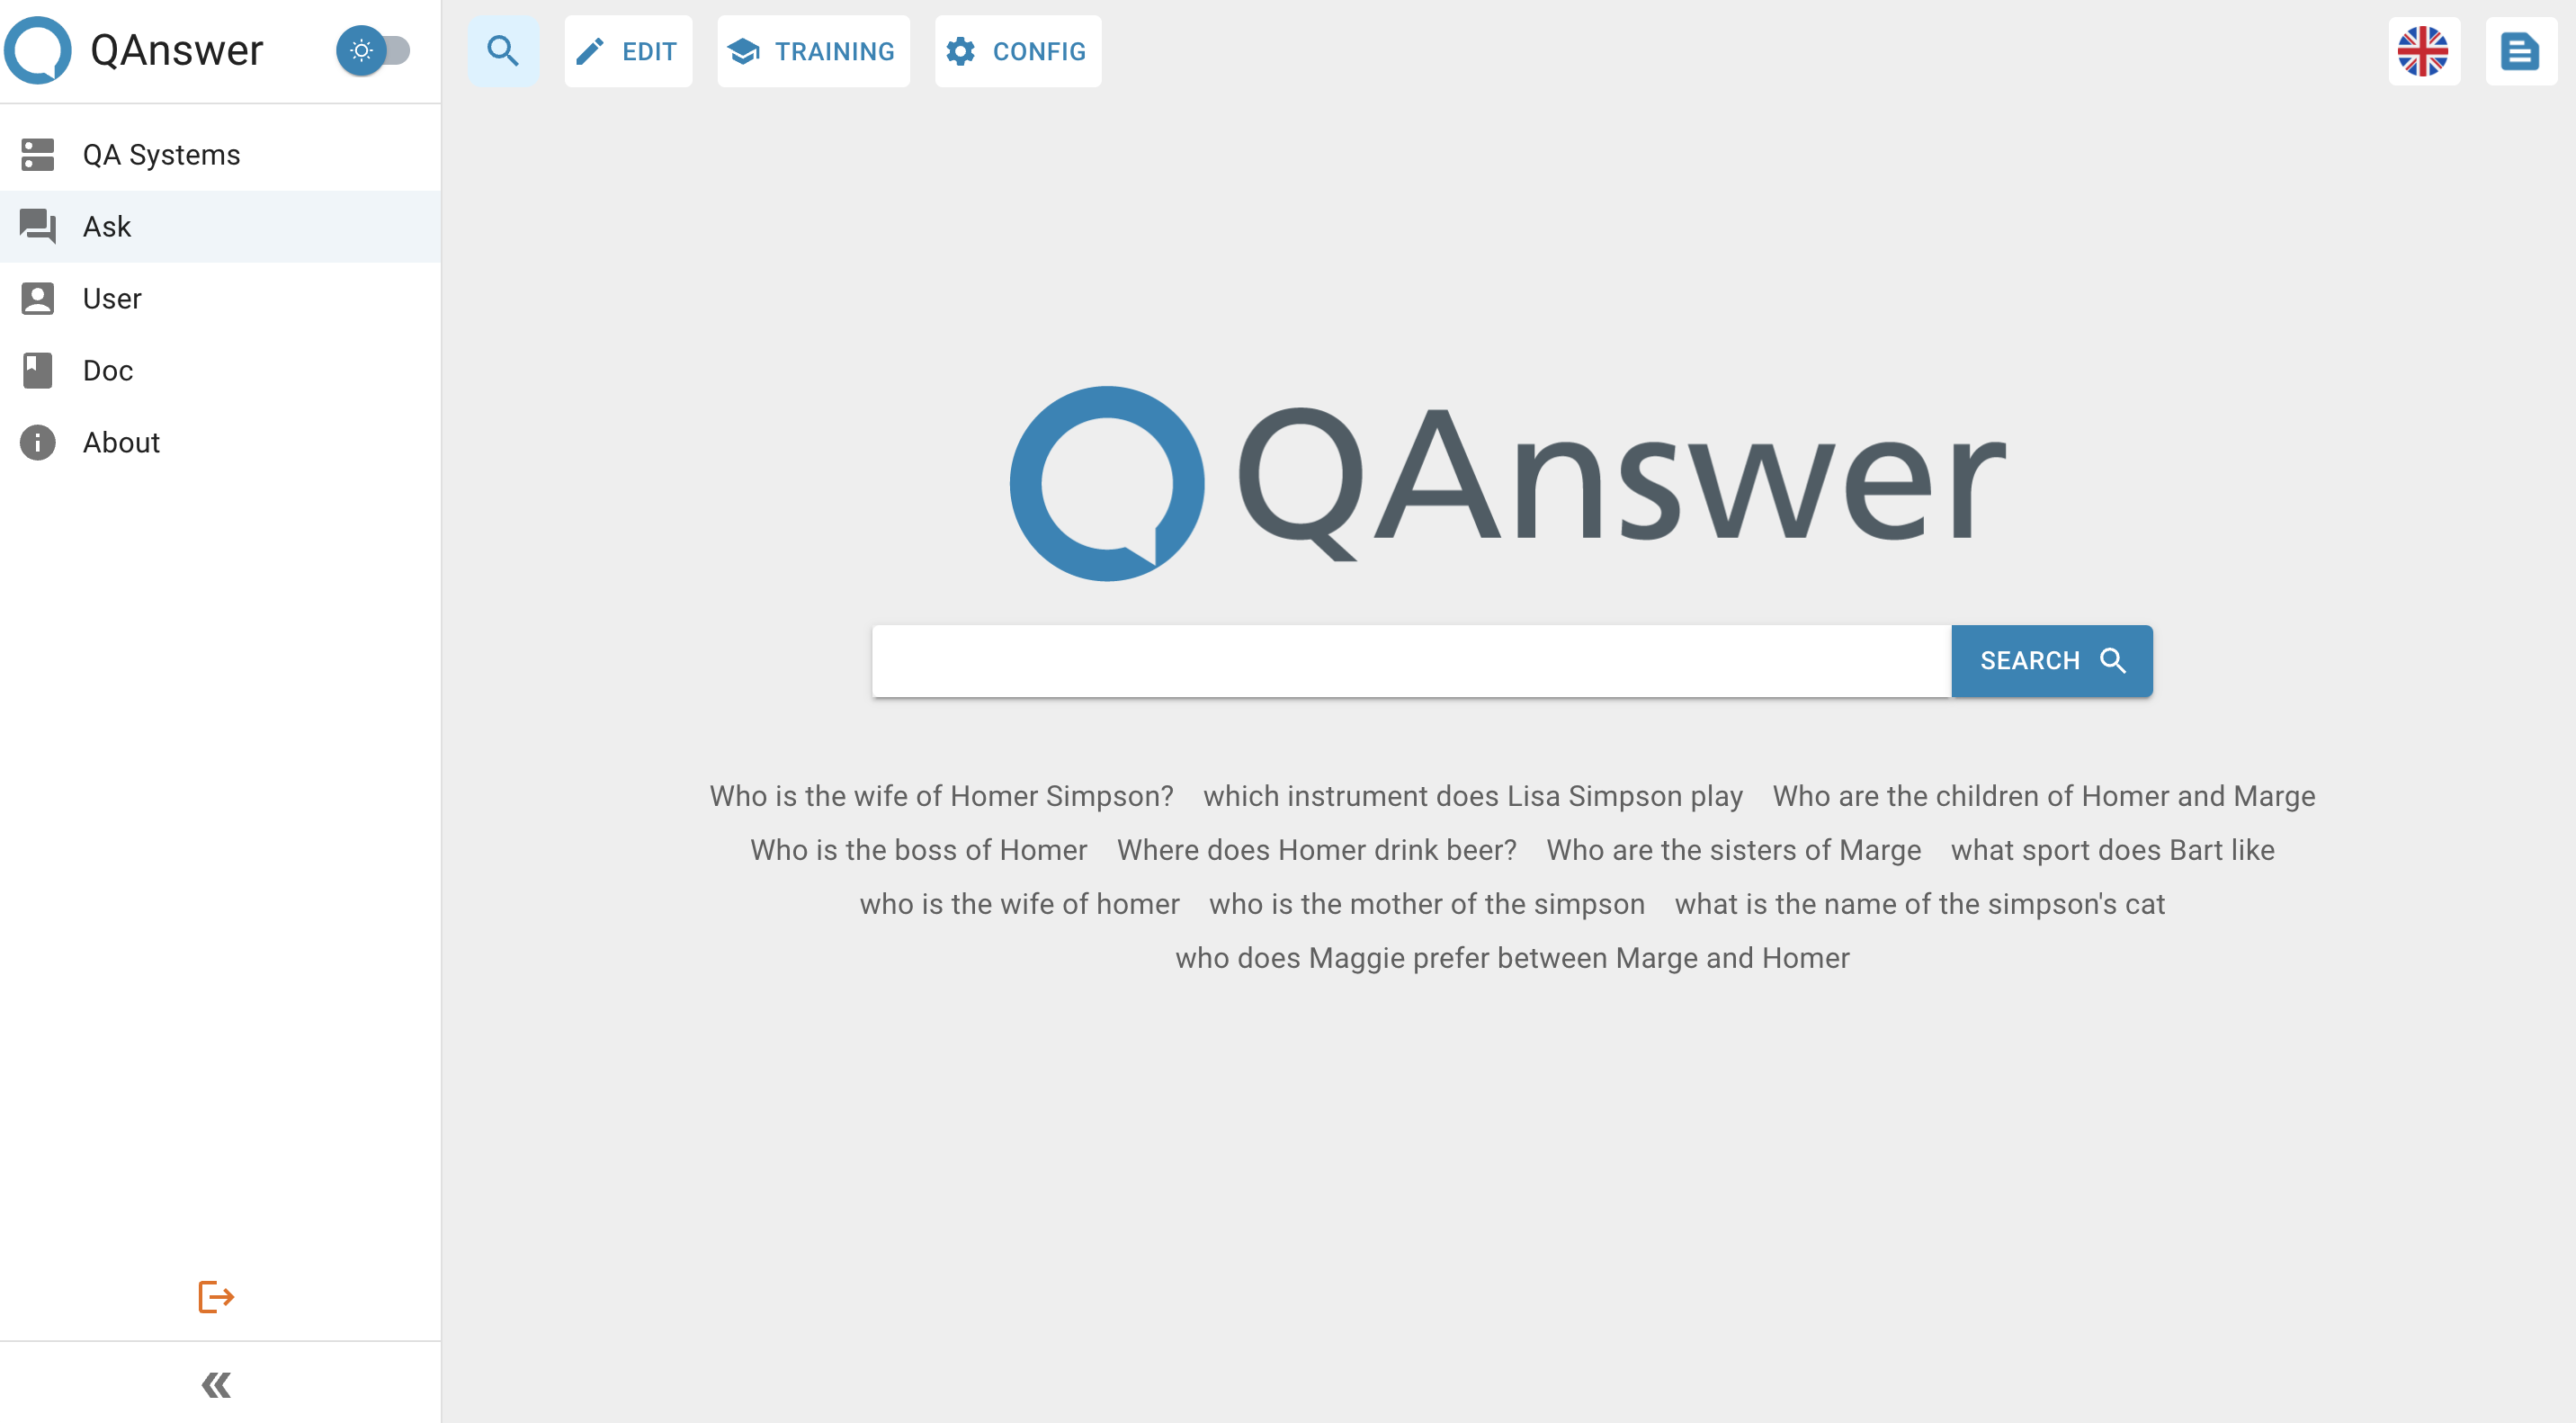 QAnswer
EDIT
TRAINING
CONFIG
QA Systems
Ask
User
Doc
About
QAnswer
SEARCH
Who is the wife of Homer Simpson? which instrument does Lisa Simpson play Who are the children of Homer and Marge
Who is the boss of Homer Where does Homer drink beer? Who are the sisters of Marge what sport does Bart like
who is the wife of homer who is the mother of the simpson what is the name of the simpson's cat
who does Maggie prefer between Marge and Homer